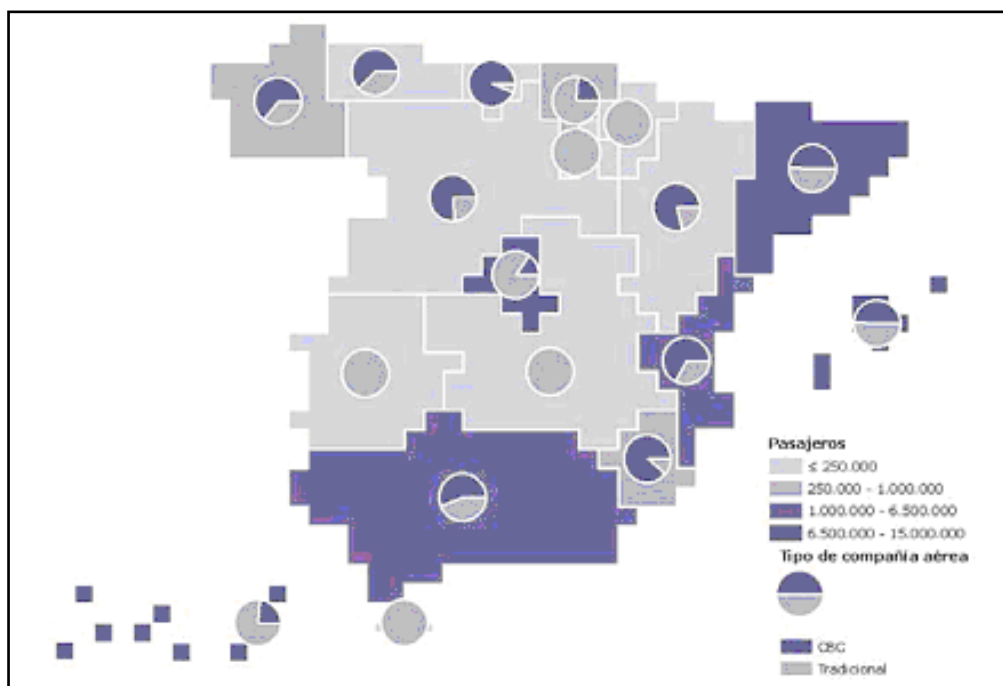 Pasajeros
≤ 250.000
250.000 - 1.000.000
1.000.000 - 6.500.000
6.500.000 - 15.000.000
Tipo de compañía aérea
CBC
Tradicional